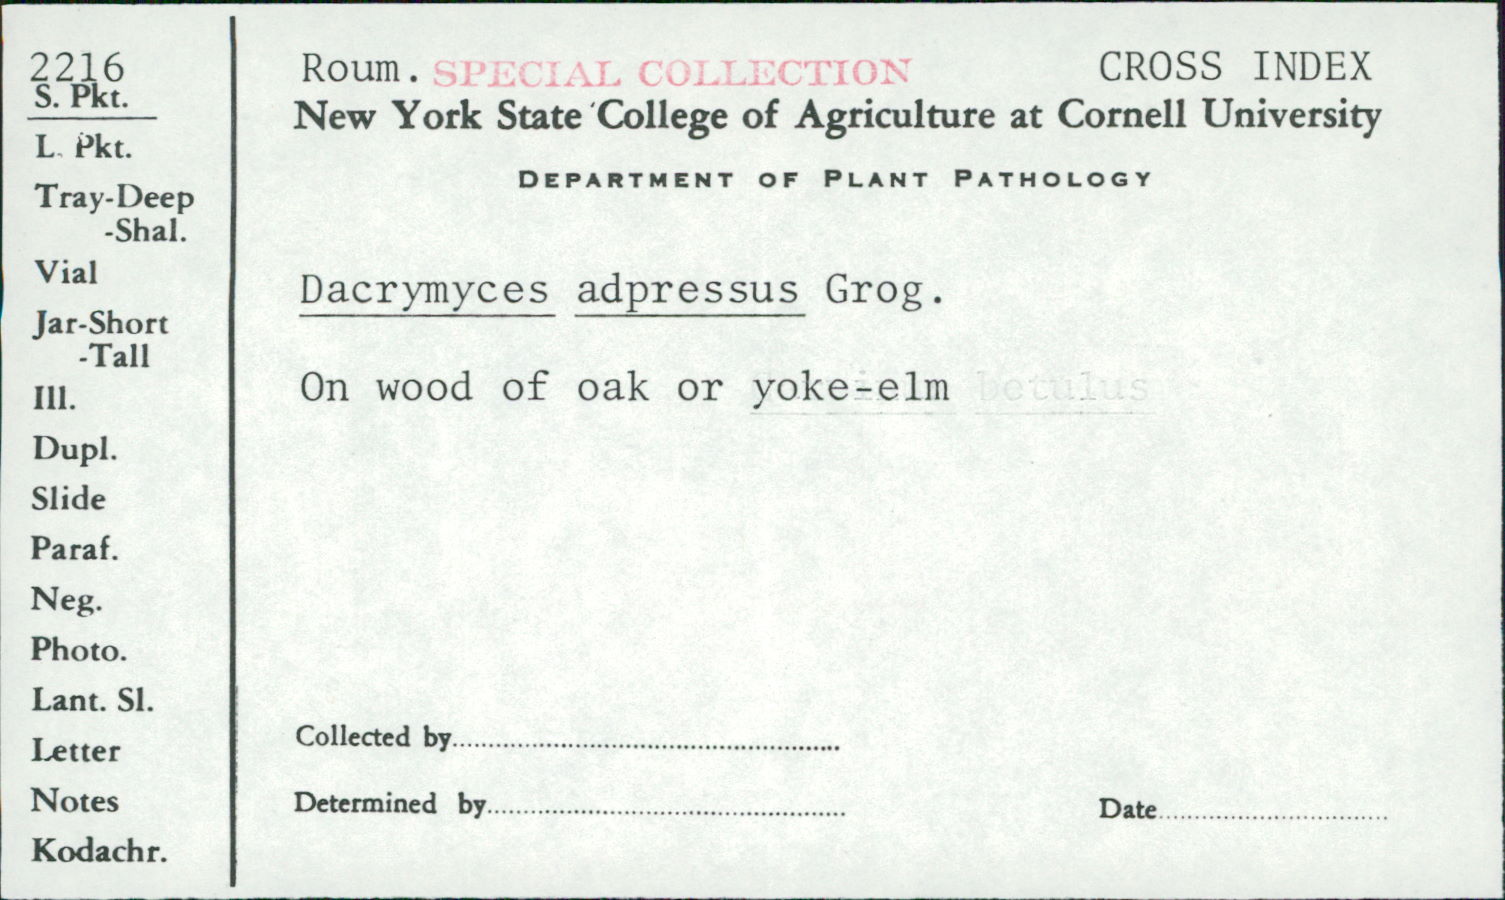 2216
S. Pkt.
L. Pkt.
Tray-Deep
-Shal.
Vial
Jar-Short
-Tall
Ill.
Dupl.
Slide
Paraf.
Neg.
Photo.
Lant. Sl.
Letter
Notes
Kodachr.
Roum. SPECIAL COLLECTION CROSS INDEX
New York State College of Agriculture at Cornell University
DEPARTMENT OF PLANT PATHOLOGY
Dacrymyces adpressus Grog.
On wood of oak or yoke-elm betulus
Collected by
Determined by
Date